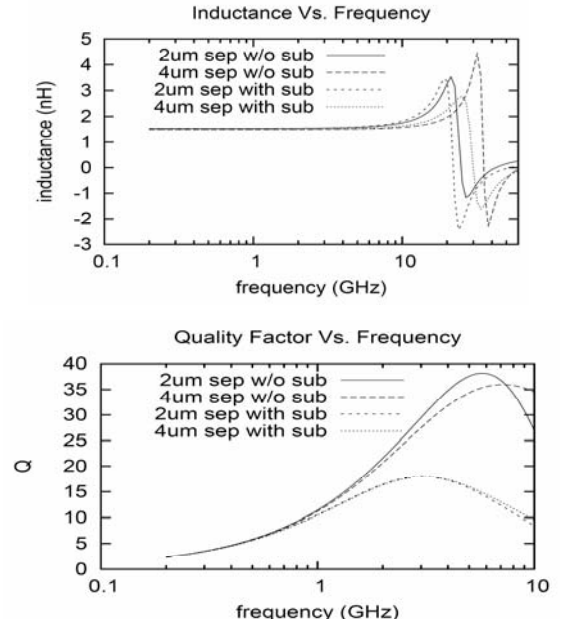 Inductance Vs. Frequency
5
4
3
2
1
0
-1
-2
-3
inductance (nH)
2um sep w/o sub
4um sep w/o sub
2um sep with sub
4um sep with sub
0.1 1 10
frequency (GHz)
Quality Factor Vs. Frequency
40
35
30
25
20
15
10
5
0
Q
2um sep w/o sub
4um sep w/o sub
2um sep with sub
4um sep with sub
0.1 1 10
frequency (GHz)